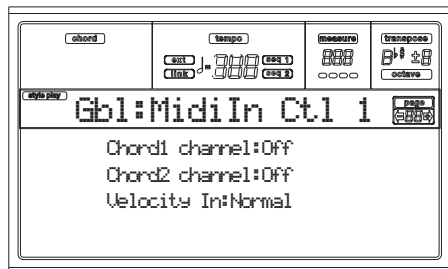 chord tempo measure transpose
ext seq 1
link seq 2
octave
style play
Gbl:MidiIn Ctl 1 page
Chord1 channel:Off
Chord2 channel:Off
Velocity In:Normal